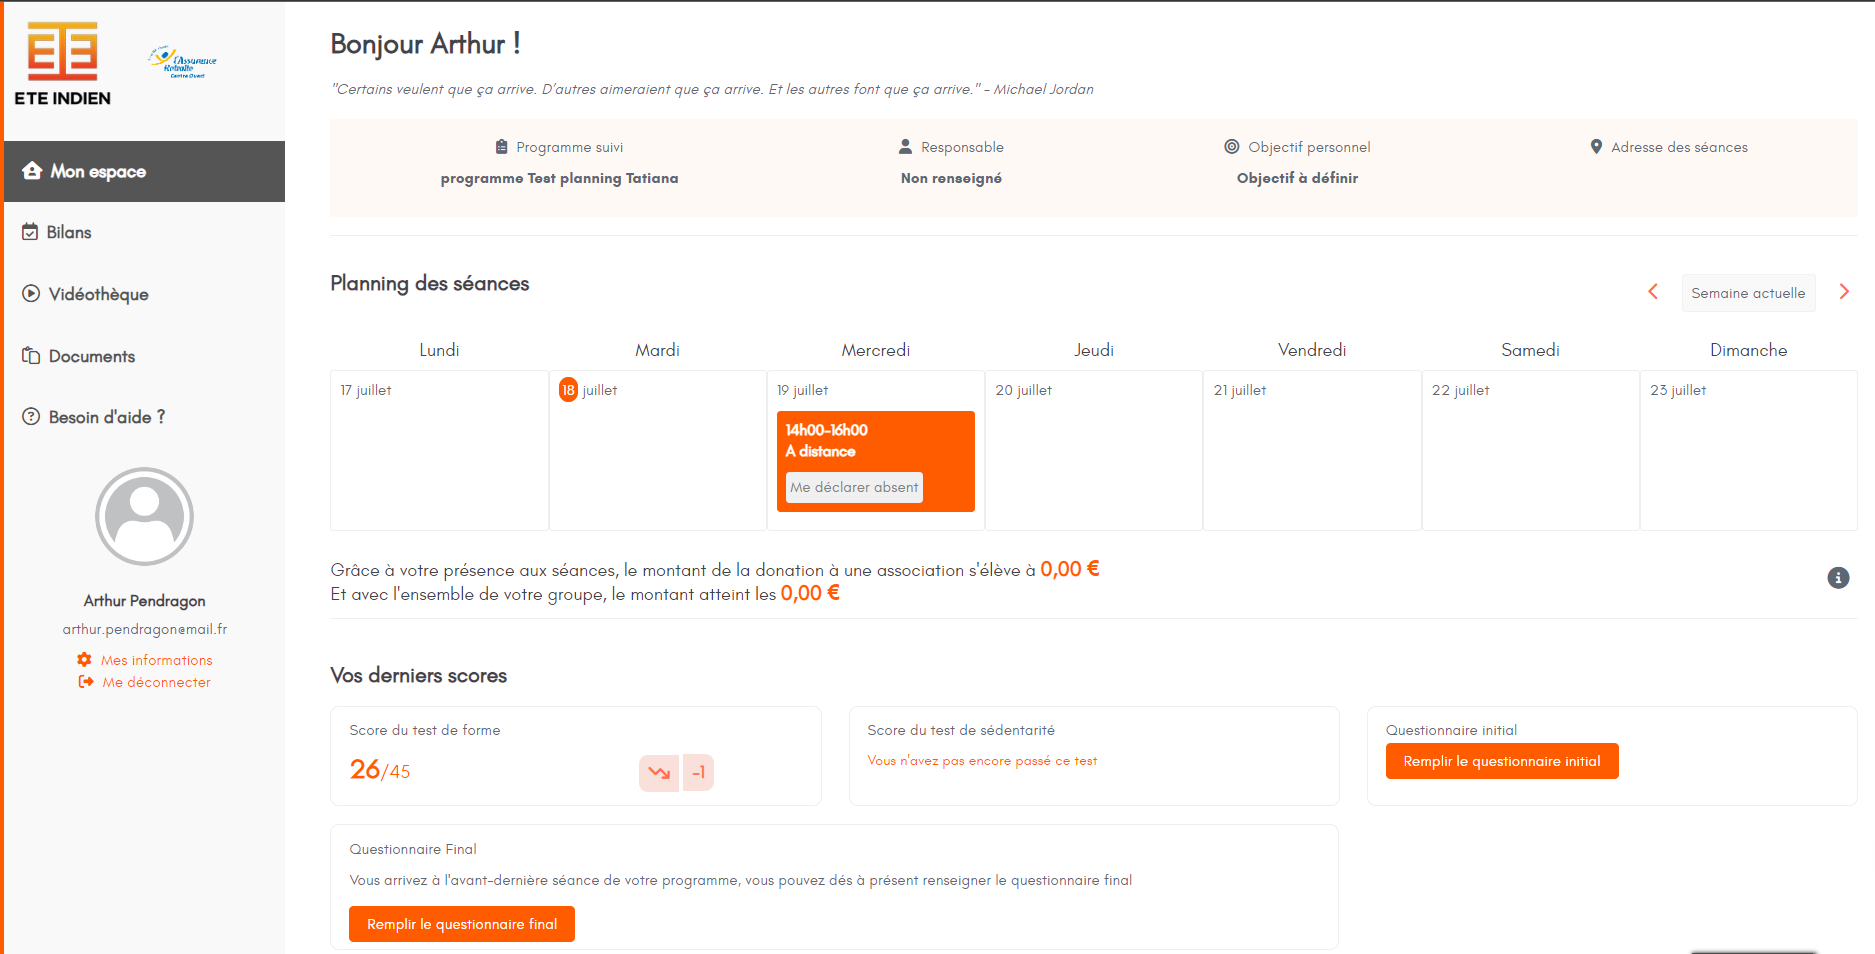 ETE INDIEN
l'Assurance
Retraite
Centre Ouest
Mon espace
Bilans
Vidéothèque
Documents
Besoin d'aide ?
Arthur Pendragon
arthur.pendragon@mail.fr
Mes informations
Me déconnecter
Bonjour Arthur !
"Certains veulent que ça arrive. D'autres aimeraient que ça arrive. Et les autres font que ça arrive." - Michael Jordan
Programme suivi
programme Test planning Tatiana
Responsable
Non renseigné
Objectif personnel
Objectif à définir
Adresse des séances
Planning des séances
Semaine actuelle
Lundi Mardi Mercredi Jeudi Vendredi Samedi Dimanche
17 juillet 18 juillet 19 juillet 20 juillet 21 juillet 22 juillet 23 juillet
14h00-16h00
A distance
Me déclarer absent
Grâce à votre présence aux séances, le montant de la donation à une association s'élève à 0,00 €
Et avec l'ensemble de votre groupe, le montant atteint les 0,00 €
Vos derniers scores
Score du test de forme
26/45
-1
Score du test de sédentarité
Vous n'avez pas encore passé ce test
Questionnaire initial
Remplir le questionnaire initial
Questionnaire Final
Vous arrivez à l'avant-dernière séance de votre programme, vous pouvez dés à présent renseigner le questionnaire final
Remplir le questionnaire final